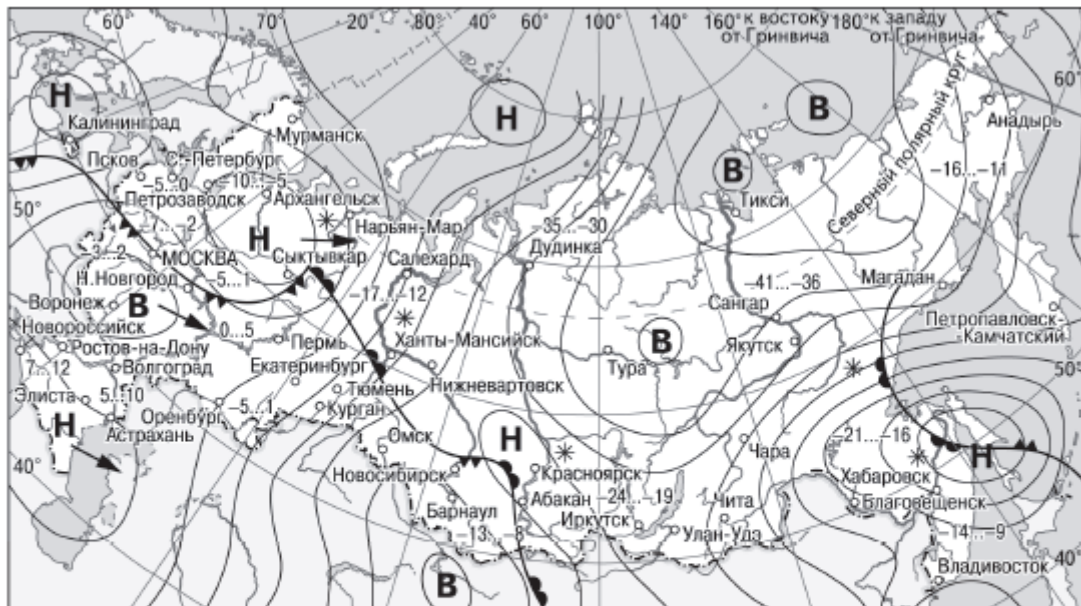 60° 70° 20° 80° 40° 60° 100° 140° 160° к востоку 180° к западу
от Гринвича от Гринвича
60°
Н
Н
В
Калининград
Мурманск
Анадырь
Северный полярный круг
Псков С.-Петербург
−5...0 −10...−5
−16...−11
В
Петрозаводск Архангельск
Тикси
50°
−7...−2
Н
Нарьян-Мар
−35...−30
Дудинка
−3...2
МОСКВА
Сыктывкар
Салехард
Магадан
Н.Новгород
−5...1
−17...−12
−41...−36
Сангар
Воронеж
В
Петропавловск-
Камчатский
Новороссийск
0...5
Пермь
Ханты-Мансийск
В
Якутск
Ростов-на-Дону
Екатеринбург
Тура
50°
7...12
Волгоград
Тюмень
Нижневартовск
Элиста
5...10
Оренбург
−5...1
Курган
Астрахань
Н
Омск
Н
−21...−16
Чара
Н
40°
Новосибирск
Красноярск
Хабаровск
Абакан
−24...−19
Чита
Благовещенск
Барнаул
Иркутск
−13...−8
Улан-Удэ
−14...−9
40°
В
Владивосток